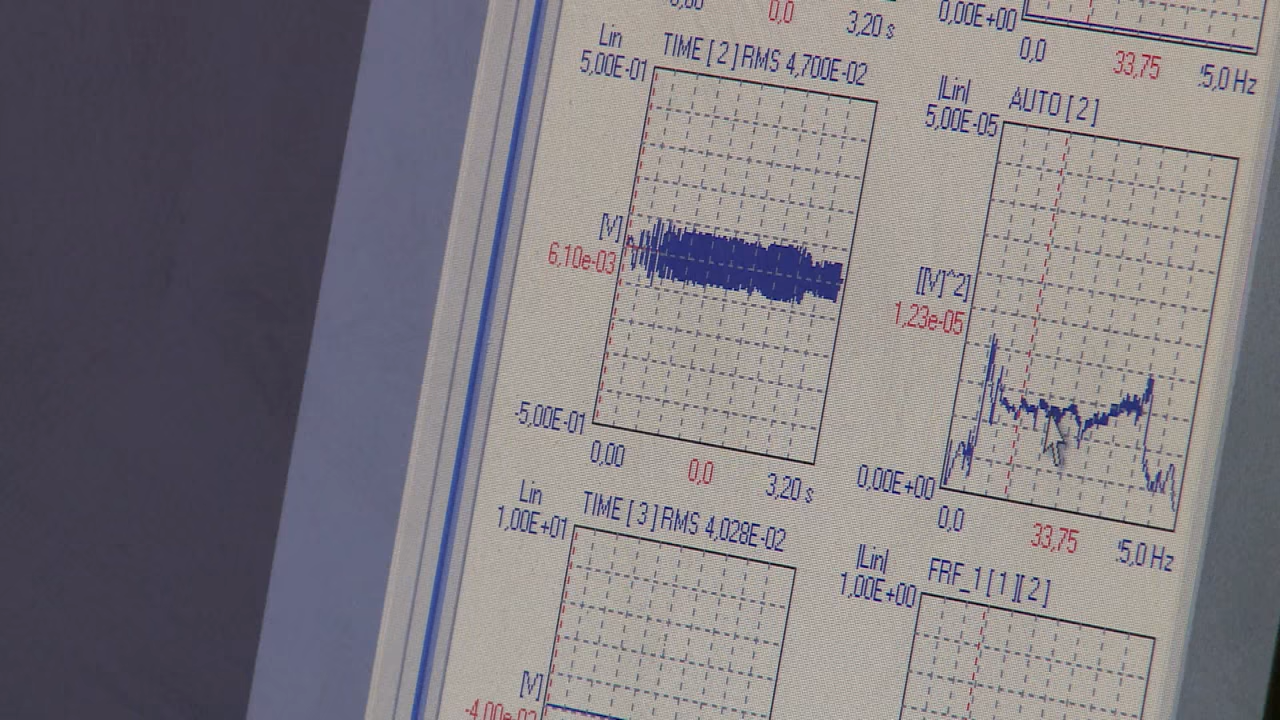 0,0
3,20 s
0,00E+00
0,0
33,75
:5,0 Hz
Lin
TIME [ 2 ] RMS 4,700E-02
5,00E-01
[V]
6,10e-03
-5,00E-01
0,00
0,0
3,20 s
|Lin|
AUTO [ 2 ]
5,00E-05
[[V]^2]
1,23e-05
0,00E+00
0,0
33,75
:5,0 Hz
Lin
TIME [ 3 ] RMS 4,028E-02
1,00E+01
[V]
|Lin|
FRF_1 [ 1 ][ 2 ]
1,00E+00